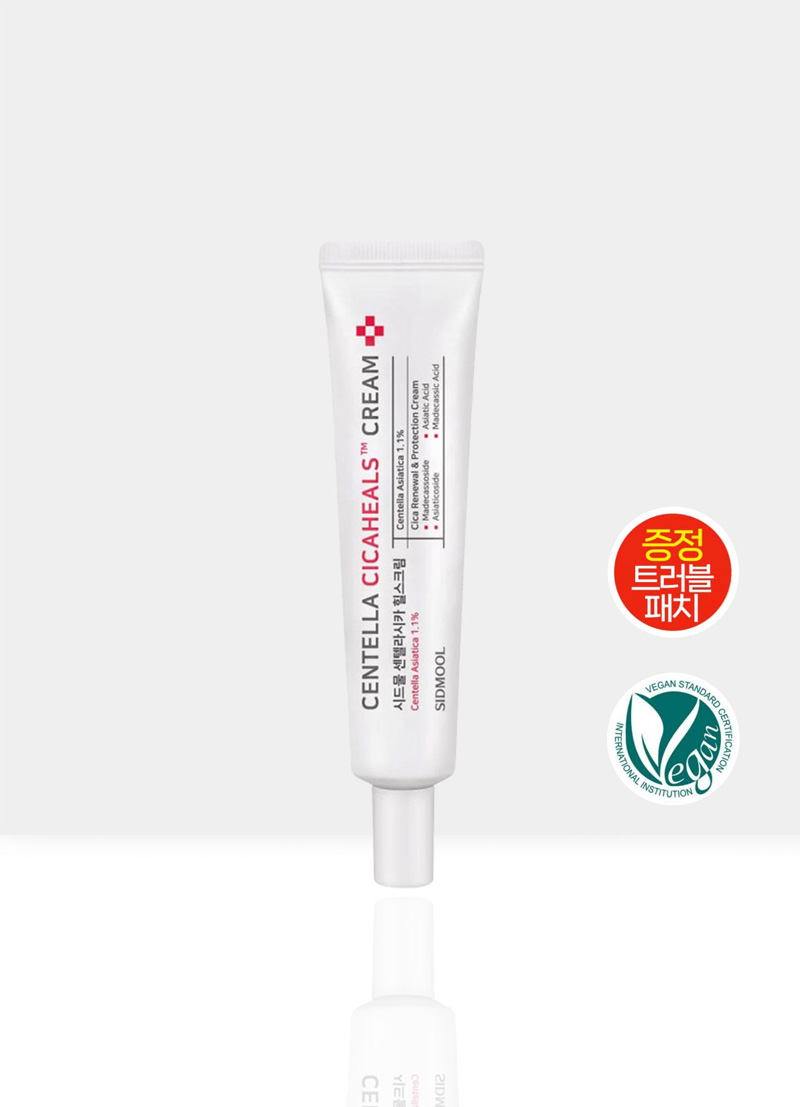 CENTELLA CICAHEALS™ CREAM
시드물 센텔라시카 힐스크림
Centella Asiatica 1.1%
SIDMOOL
Centella Asiatica 1.1%
Cica Renewal & Protection Cream
Madecassoside
Asiatic Acid
Asiaticoside
Madecassic Acid
증정
트러블
패치
VEGAN STANDARD CERTIFICATION
Vegan
INTERNATIONAL INSTITUTION